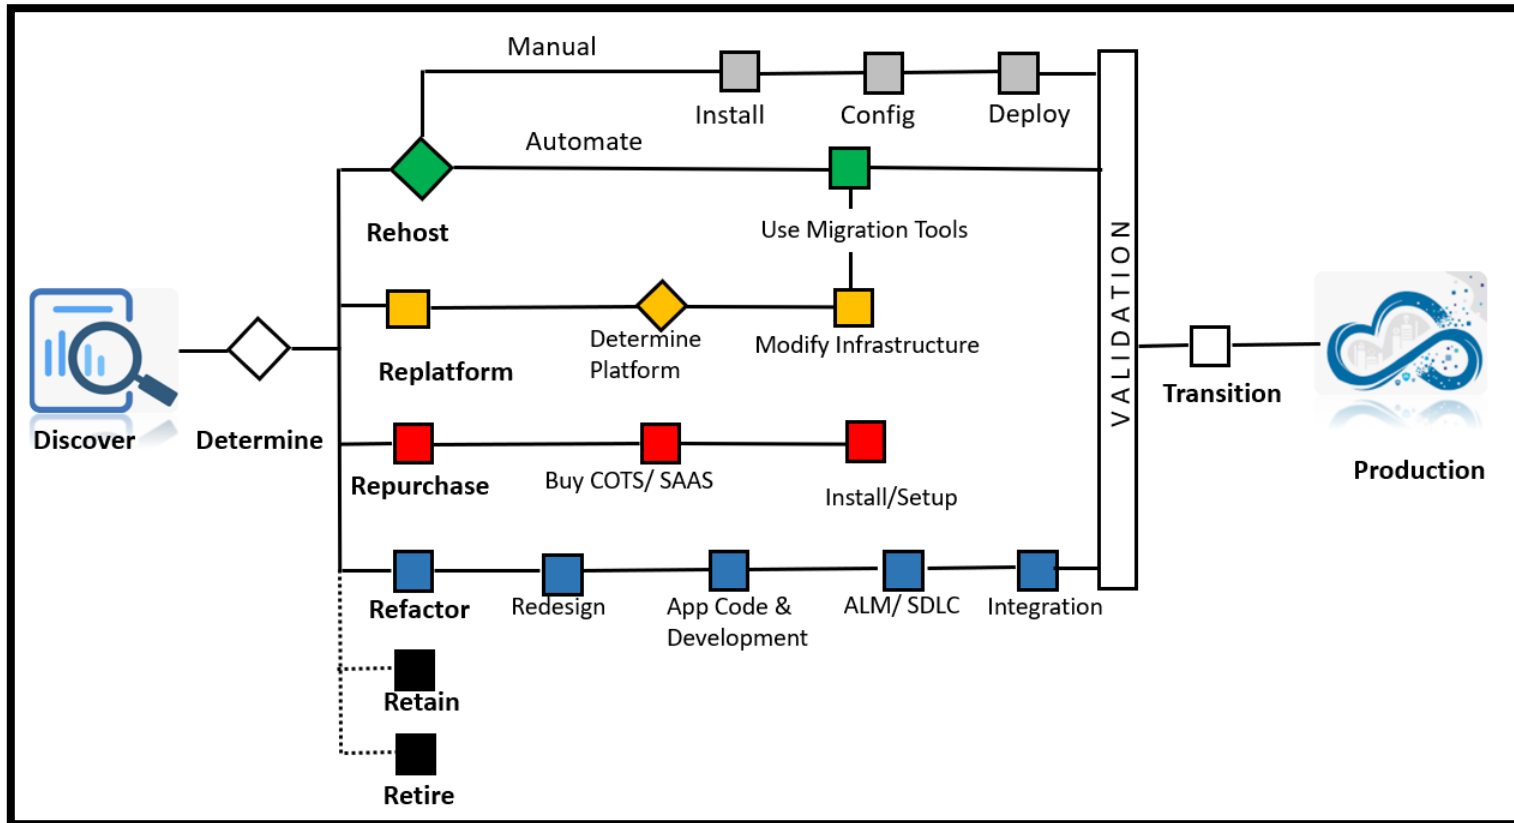 Manual
Install
Config
Deploy
Automate
Rehost
Use Migration Tools
Replatform
Determine
Platform
Modify Infrastructure
Discover
Determine
VALIDATION
Transition
Production
Repurchase
Buy COTS/ SAAS
Install/Setup
Refactor
Redesign
App Code &
Development
ALM/ SDLC
Integration
Retain
Retire